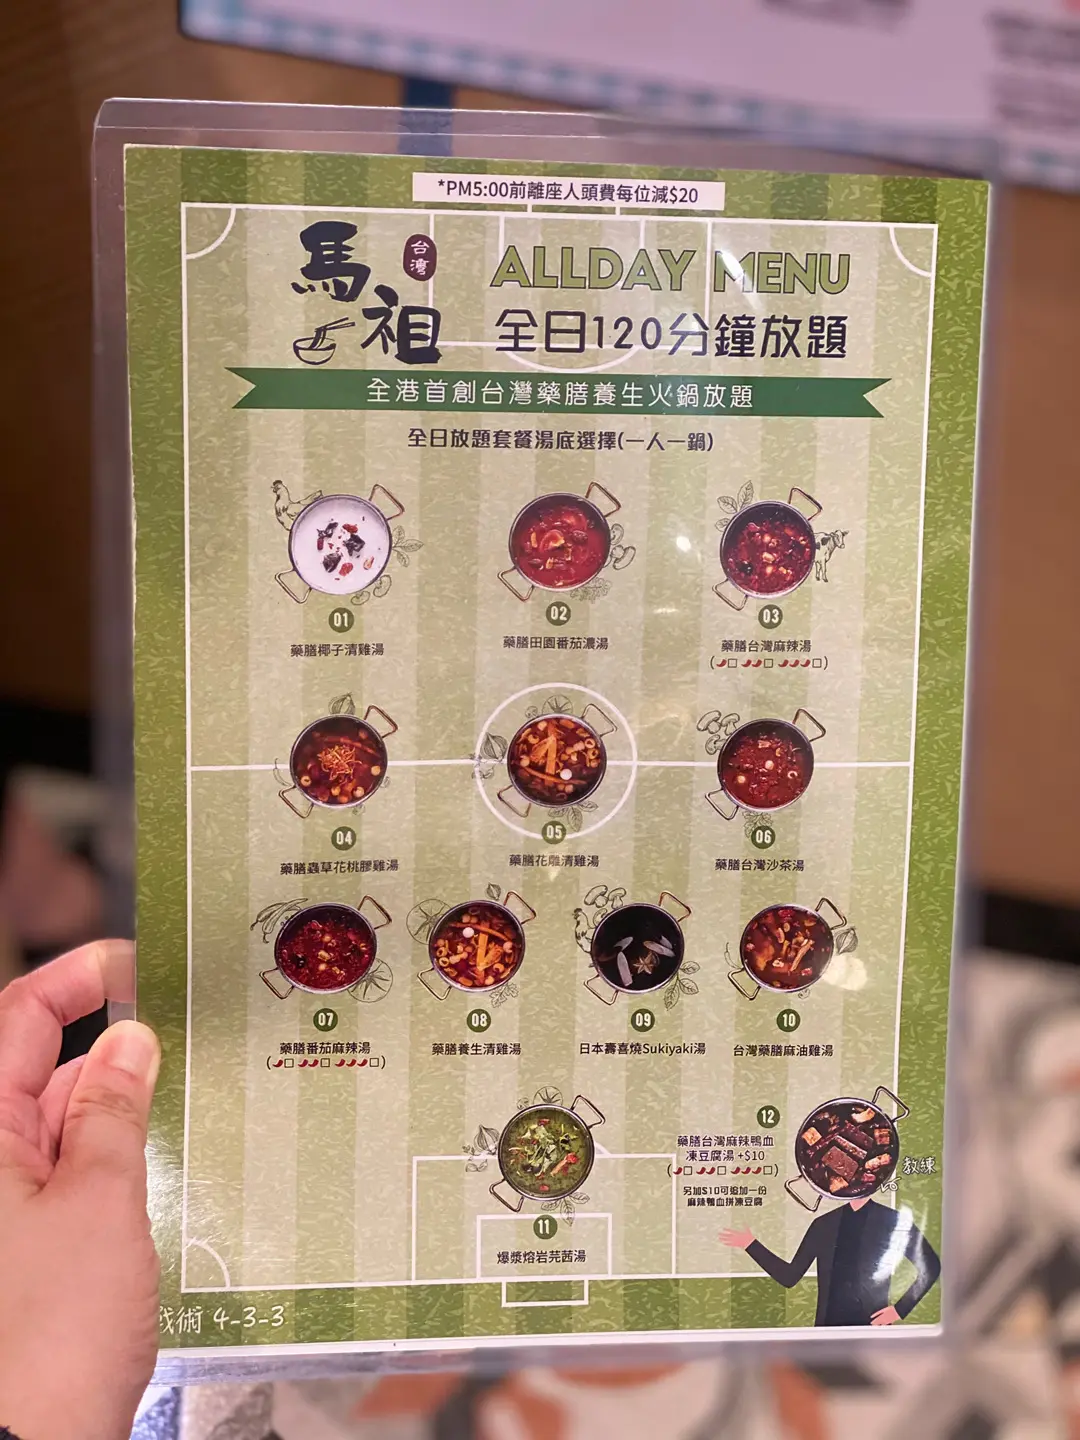 *PM5:00前離座人頭費每位減$20
馬祖
台灣
ALLDAY MENU
全日120分鐘放題
全港首創台灣藥膳養生火鍋放題
全日放題套餐湯底選擇(一人一鍋)
01
藥膳椰子清雞湯
02
藥膳田園番茄濃湯
03
藥膳台灣麻辣湯
04
藥膳蟲草花桃膠雞湯
05
藥膳花雕清雞湯
06
藥膳台灣沙茶湯
07
藥膳番茄麻辣湯
08
藥膳養生清雞湯
09
日本壽喜燒Sukiyaki湯
10
台灣藥膳麻油雞湯
11
爆漿熔岩芫茜湯
12
藥膳台灣麻辣鴨血
凍豆腐湯 +$10
另加$10可追加一份
麻辣鴨血拼凍豆腐
教練
戰術 4-3-3